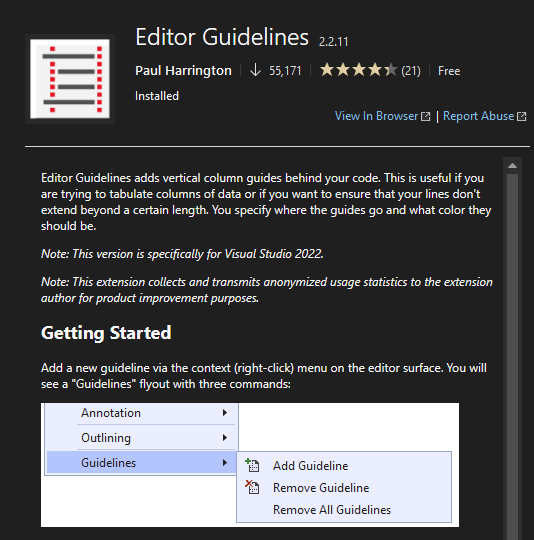 Editor Guidelines 2.2.11
Paul Harrington 55,171 (21) Free
Installed
View In Browser | Report Abuse
Editor Guidelines adds vertical column guides behind your code. This is useful if you
are trying to tabulate columns of data or if you want to ensure that your lines don't
extend beyond a certain length. You specify where the guides go and what color they
should be.
Note: This version is specifically for Visual Studio 2022.
Note: This extension collects and transmits anonymized usage statistics to the extension
author for product improvement purposes.
Getting Started
Add a new guideline via the context (right-click) menu on the editor surface. You will
see a "Guidelines" flyout with three commands:
Annotation
Outlining
Guidelines
Add Guideline
Remove Guideline
Remove All Guidelines